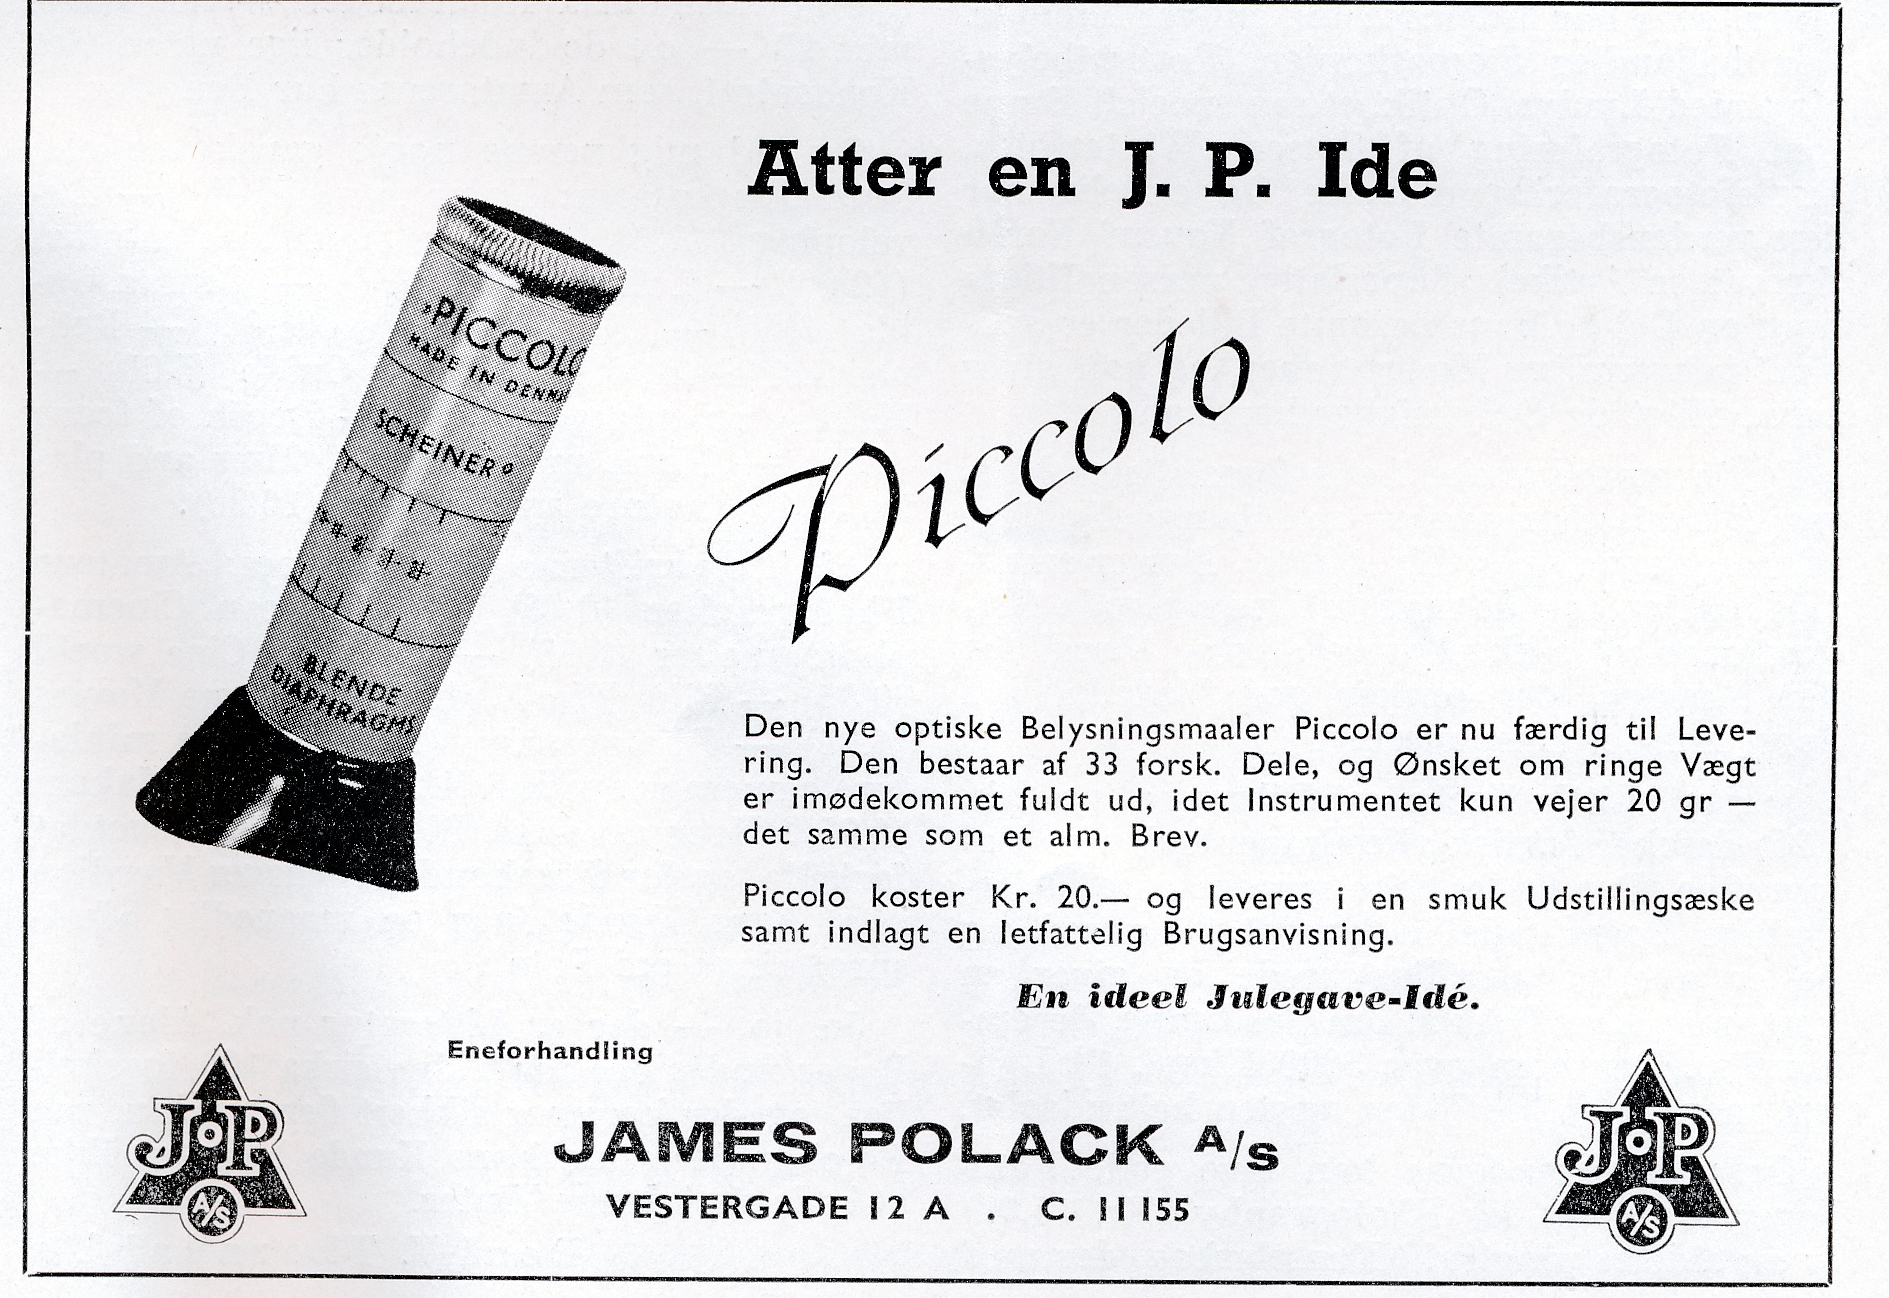 Atter en J. P. Ide
»PICCOLO
MADE IN DENMA
SCHEINER°
BLENDE
DIAPHRAGMS
Piccolo
Den nye optiske Belysningsmaaler Piccolo er nu færdig til Leve-
ring. Den bestaar af 33 forsk. Dele, og Ønsket om ringe Vægt
er imødekommet fuldt ud, idet Instrumentet kun vejer 20 gr —
det samme som et alm. Brev.
Piccolo koster Kr. 20.— og leveres i en smuk Udstillingsæske
samt indlagt en letfattelig Brugsanvisning.
En ideel Julegave-Idé.
Eneforhandling
JAMES POLACK A/s
VESTERGADE 12 A . C. 11 155
J.P
A/S
J.P
A/S